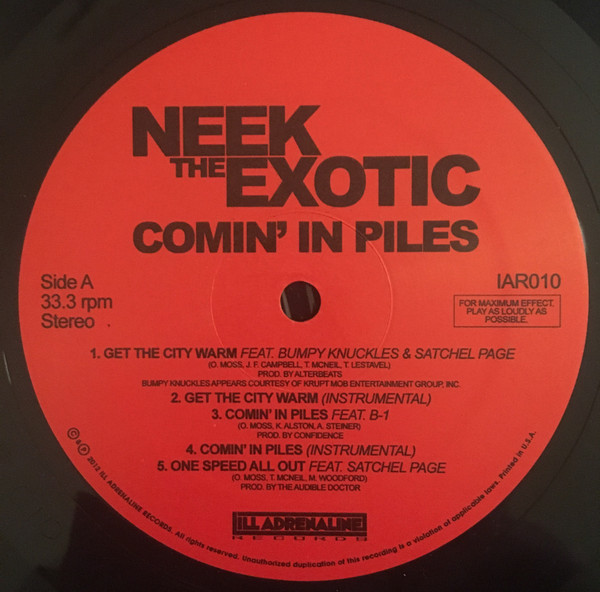 NEEK
THE EXOTIC
COMIN' IN PILES
Side A
33.3 rpm
Stereo
IAR010
FOR MAXIMUM EFFECT,
PLAY AS LOUDLY AS
POSSIBLE.
1. GET THE CITY WARM FEAT. BUMPY KNUCKLES & SATCHEL PAGE
(O. MOSS, J. F. CAMPBELL, T. MCNEIL, T. LESTAVEL)
PROD. BY ALTERBEATS
BUMPY KNUCKLES APPEARS COURTESY OF KRUPT MOB ENTERTAINMENT GROUP, INC.
2. GET THE CITY WARM (INSTRUMENTAL)
3. COMIN' IN PILES FEAT. B-1
(O. MOSS, K. ALSTON, A. STEINER)
PROD. BY CONFIDENCE
4. COMIN' IN PILES (INSTRUMENTAL)
5. ONE SPEED ALL OUT FEAT. SATCHEL PAGE
(O. MOSS, T. MCNEIL, M. WOODFORD)
PROD. BY THE AUDIBLE DOCTOR
ILL ADRENALINE
RECORDS
© & ℗ 2012 ILL ADRENALINE RECORDS. All rights reserved. Unauthorized duplication of this recording is a violation of applicable laws. Printed in U.S.A.